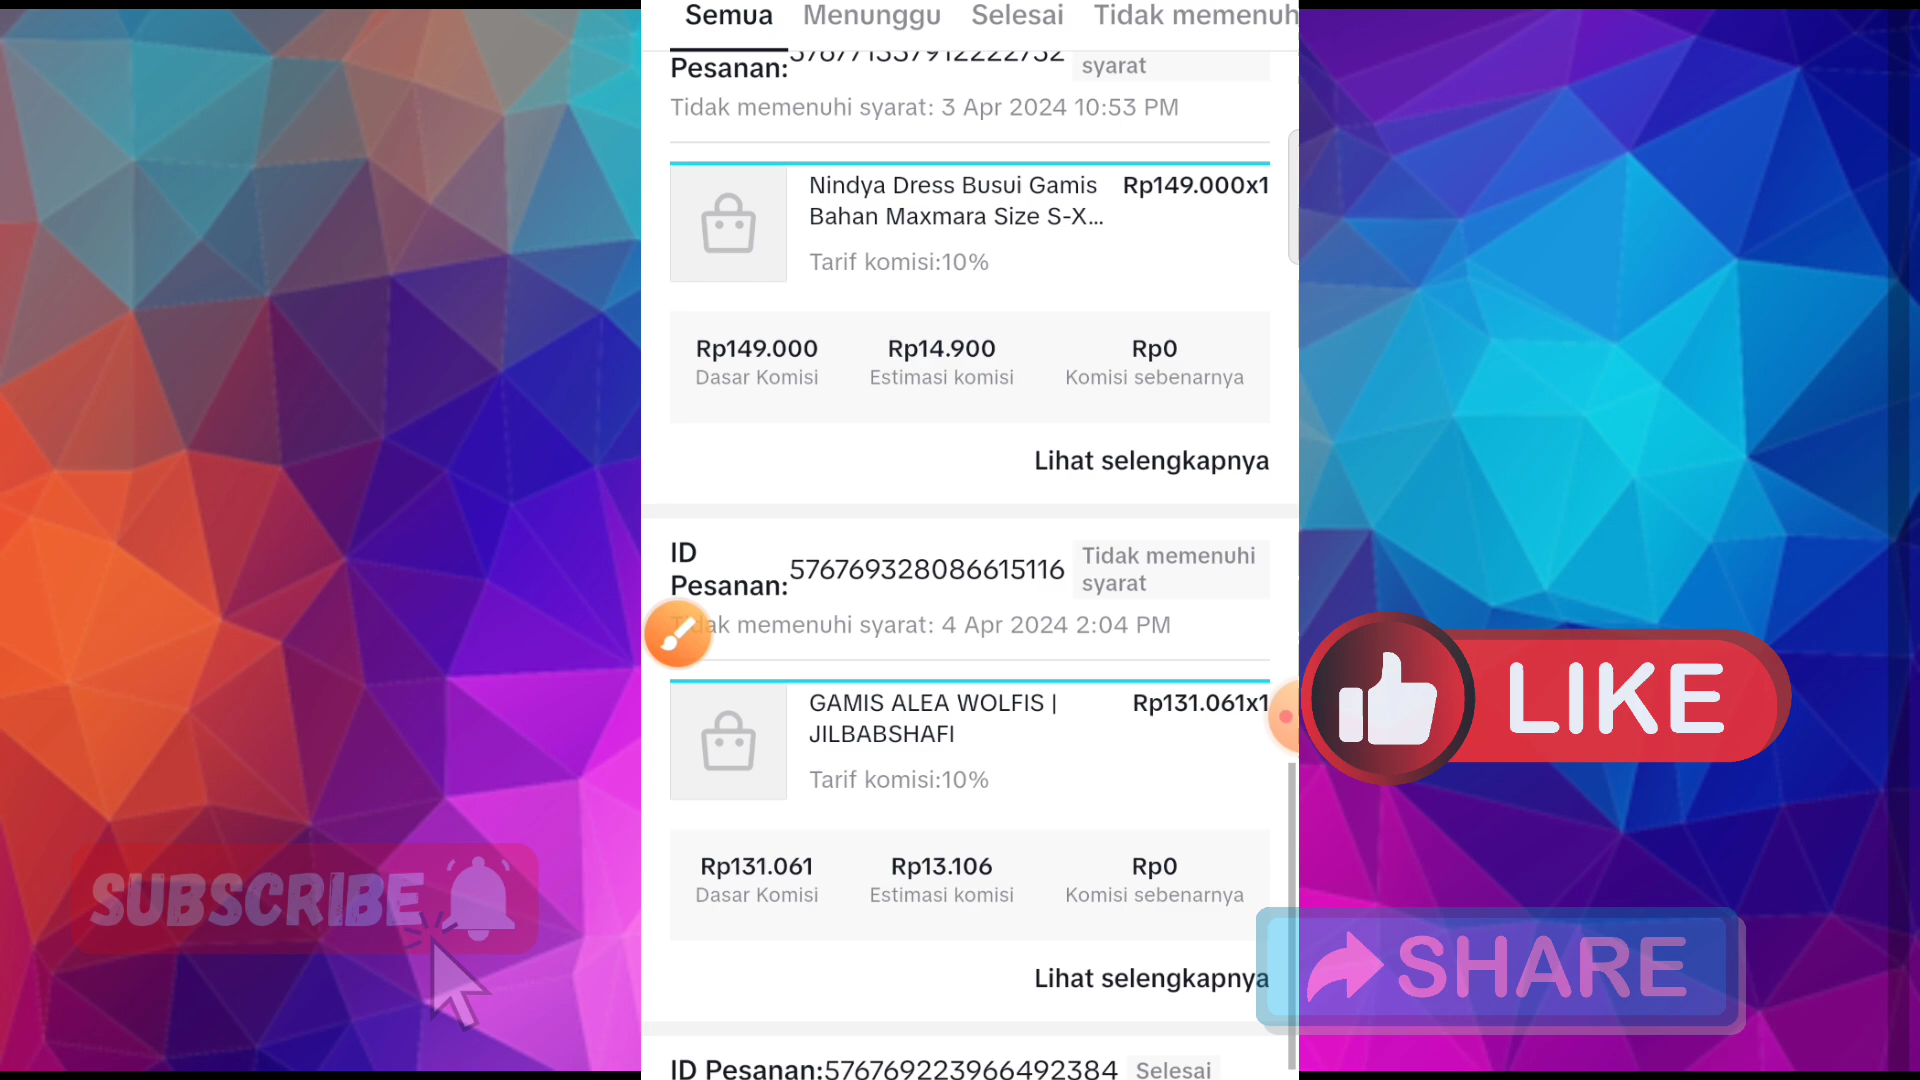 Semua Menunggu Selesai Tidak memenuh
Pesanan: syarat
Tidak memenuhi syarat: 3 Apr 2024 10:53 PM
Nindya Dress Busui Gamis Rp149.000x1
Bahan Maxmara Size S-X...
Tarif komisi:10%
Rp149.000 Rp14.900 Rp0
Dasar Komisi Estimasi komisi Komisi sebenarnya
Lihat selengkapnya
ID Pesanan: 576769328086615116 Tidak memenuhi syarat
dak memenuhi syarat: 4 Apr 2024 2:04 PM
GAMIS ALEA WOLFIS | Rp131.061x1
JILBABSHAFI
Tarif komisi:10%
Rp131.061 Rp13.106 Rp0
Dasar Komisi Estimasi komisi Komisi sebenarnya
Lihat selengkapnya
ID Pesanan:576769223966492384 Selesai
SUBSCRIBE
LIKE
SHARE